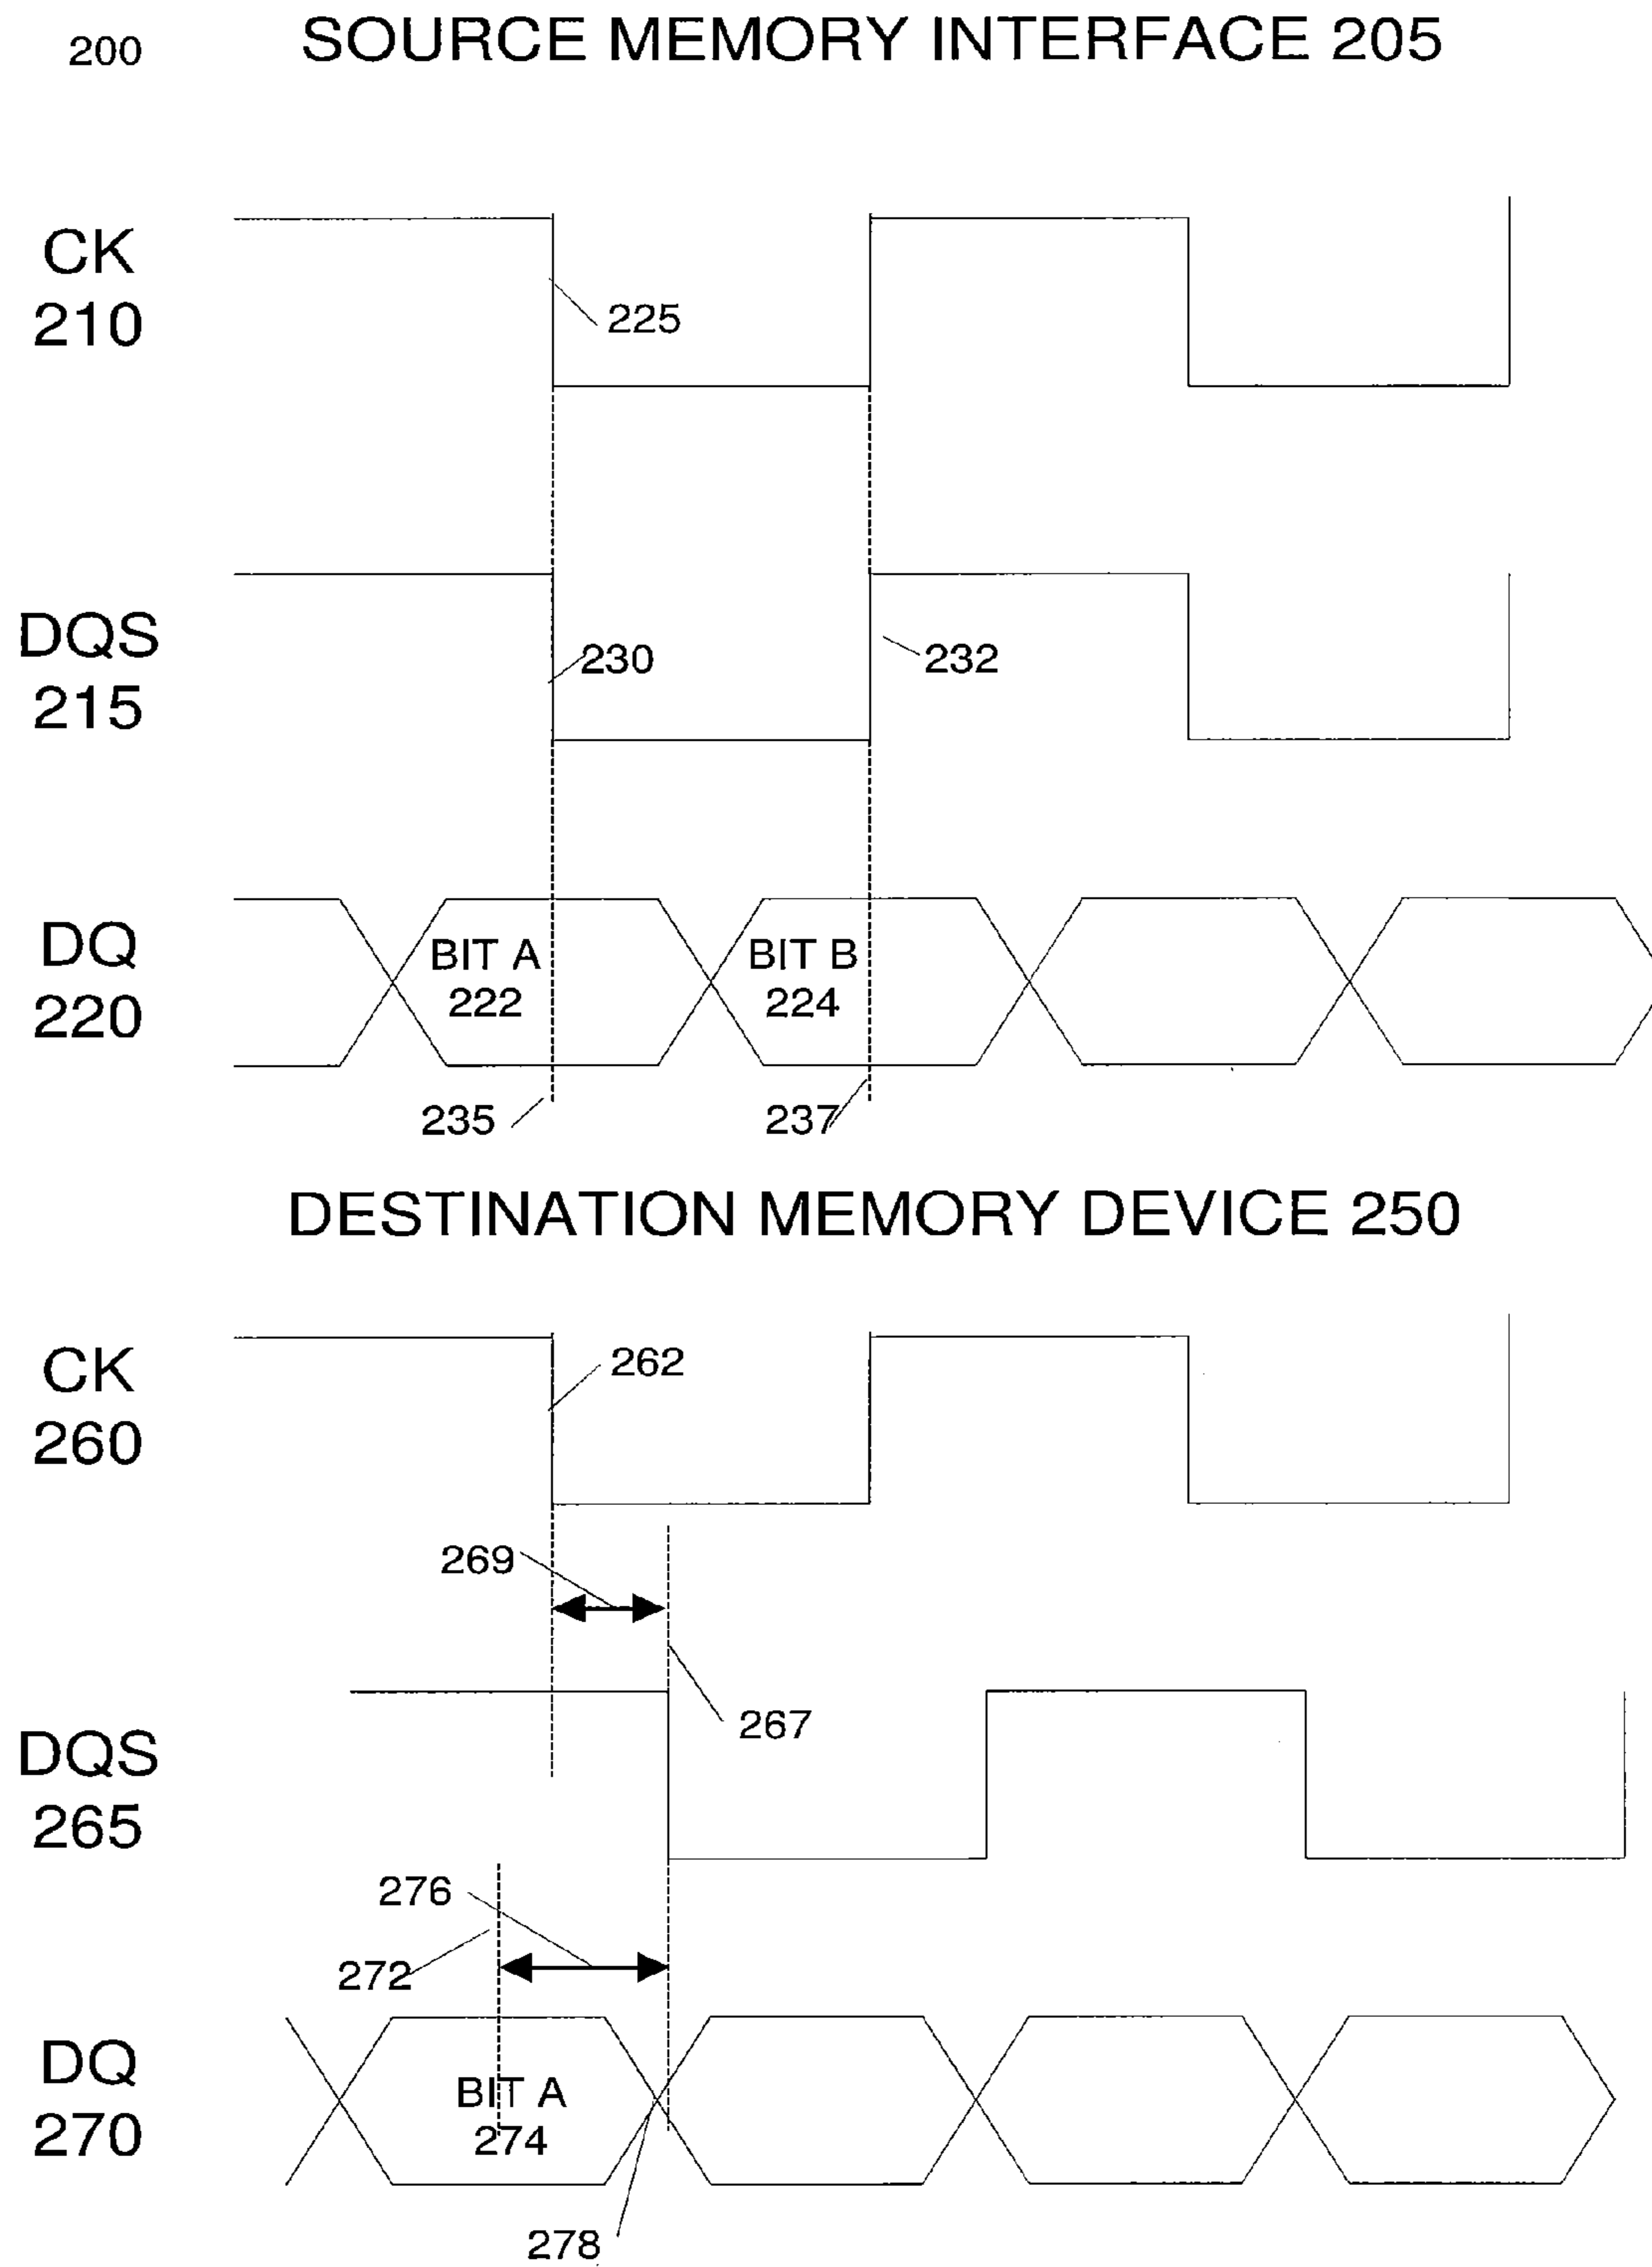 200
SOURCE MEMORY INTERFACE 205
CK
210
225
DQS
215
230
232
DQ
220
BIT A
222
BIT B
224
235
237
DESTINATION MEMORY DEVICE 250
CK
260
262
269
267
DQS
265
276
272
DQ
270
BIT A
274
278